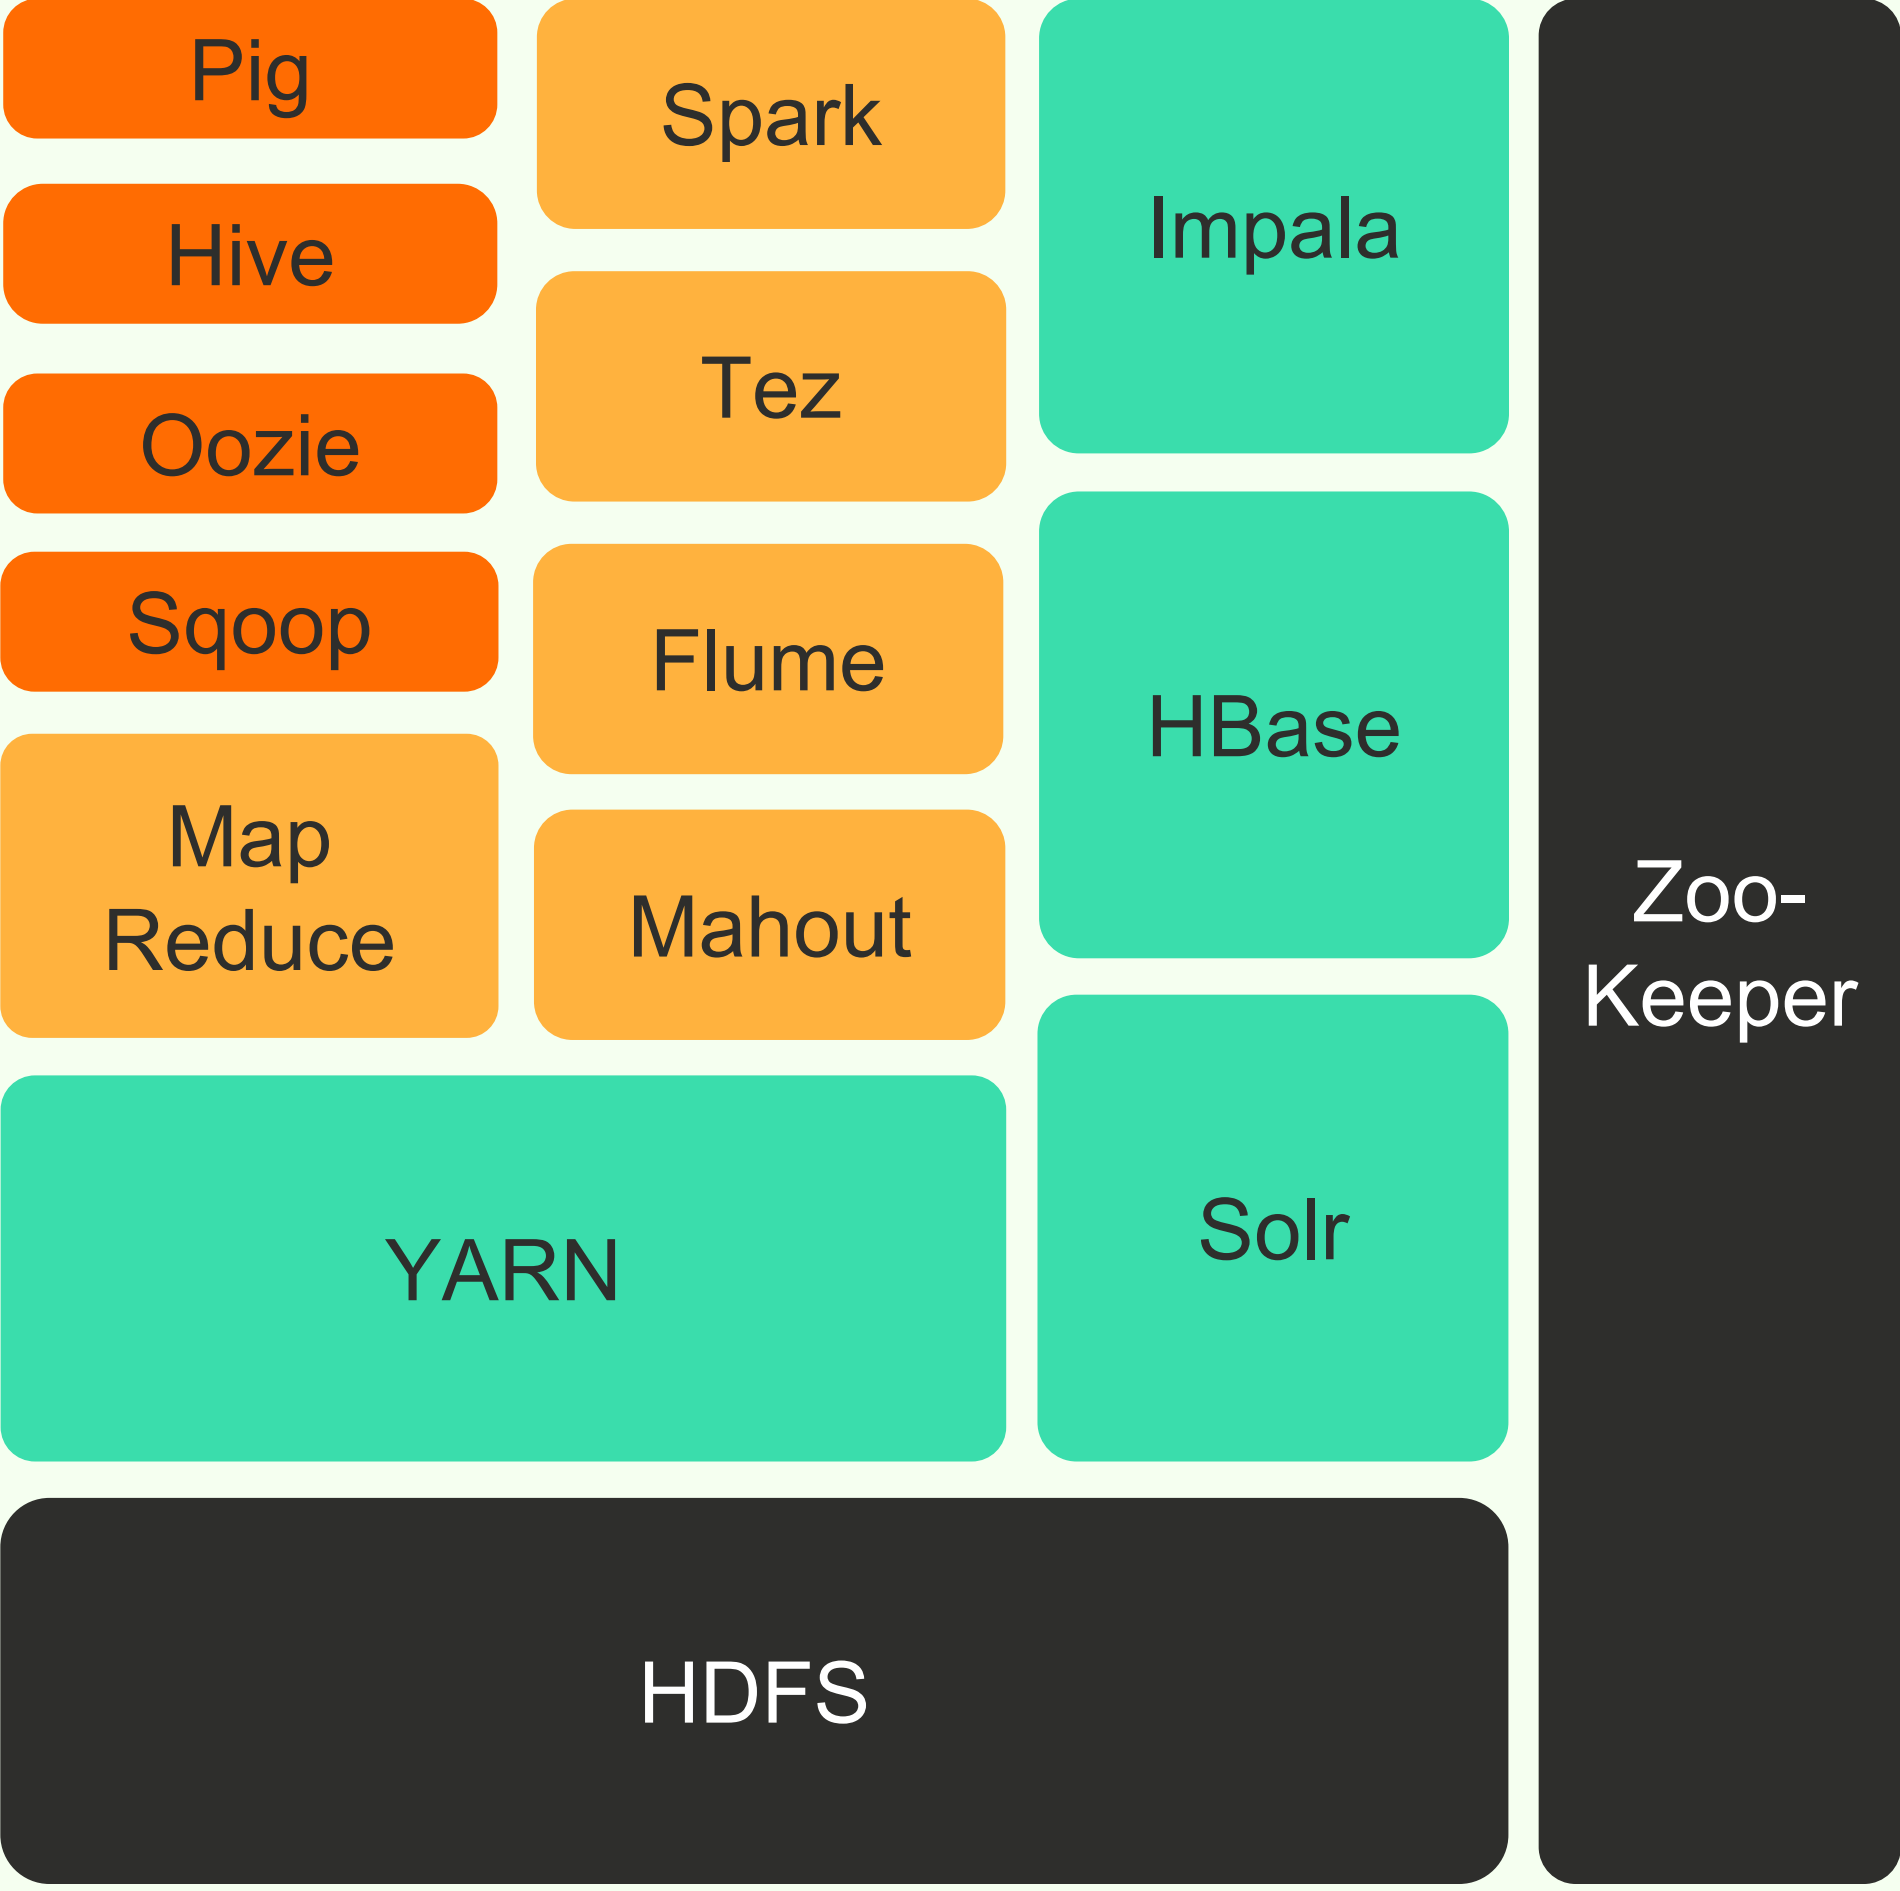 Pig
Hive
Oozie
Sqoop
Map
Reduce
Spark
Tez
Flume
Mahout
YARN
Impala
HBase
Solr
HDFS
Zoo-
Keeper